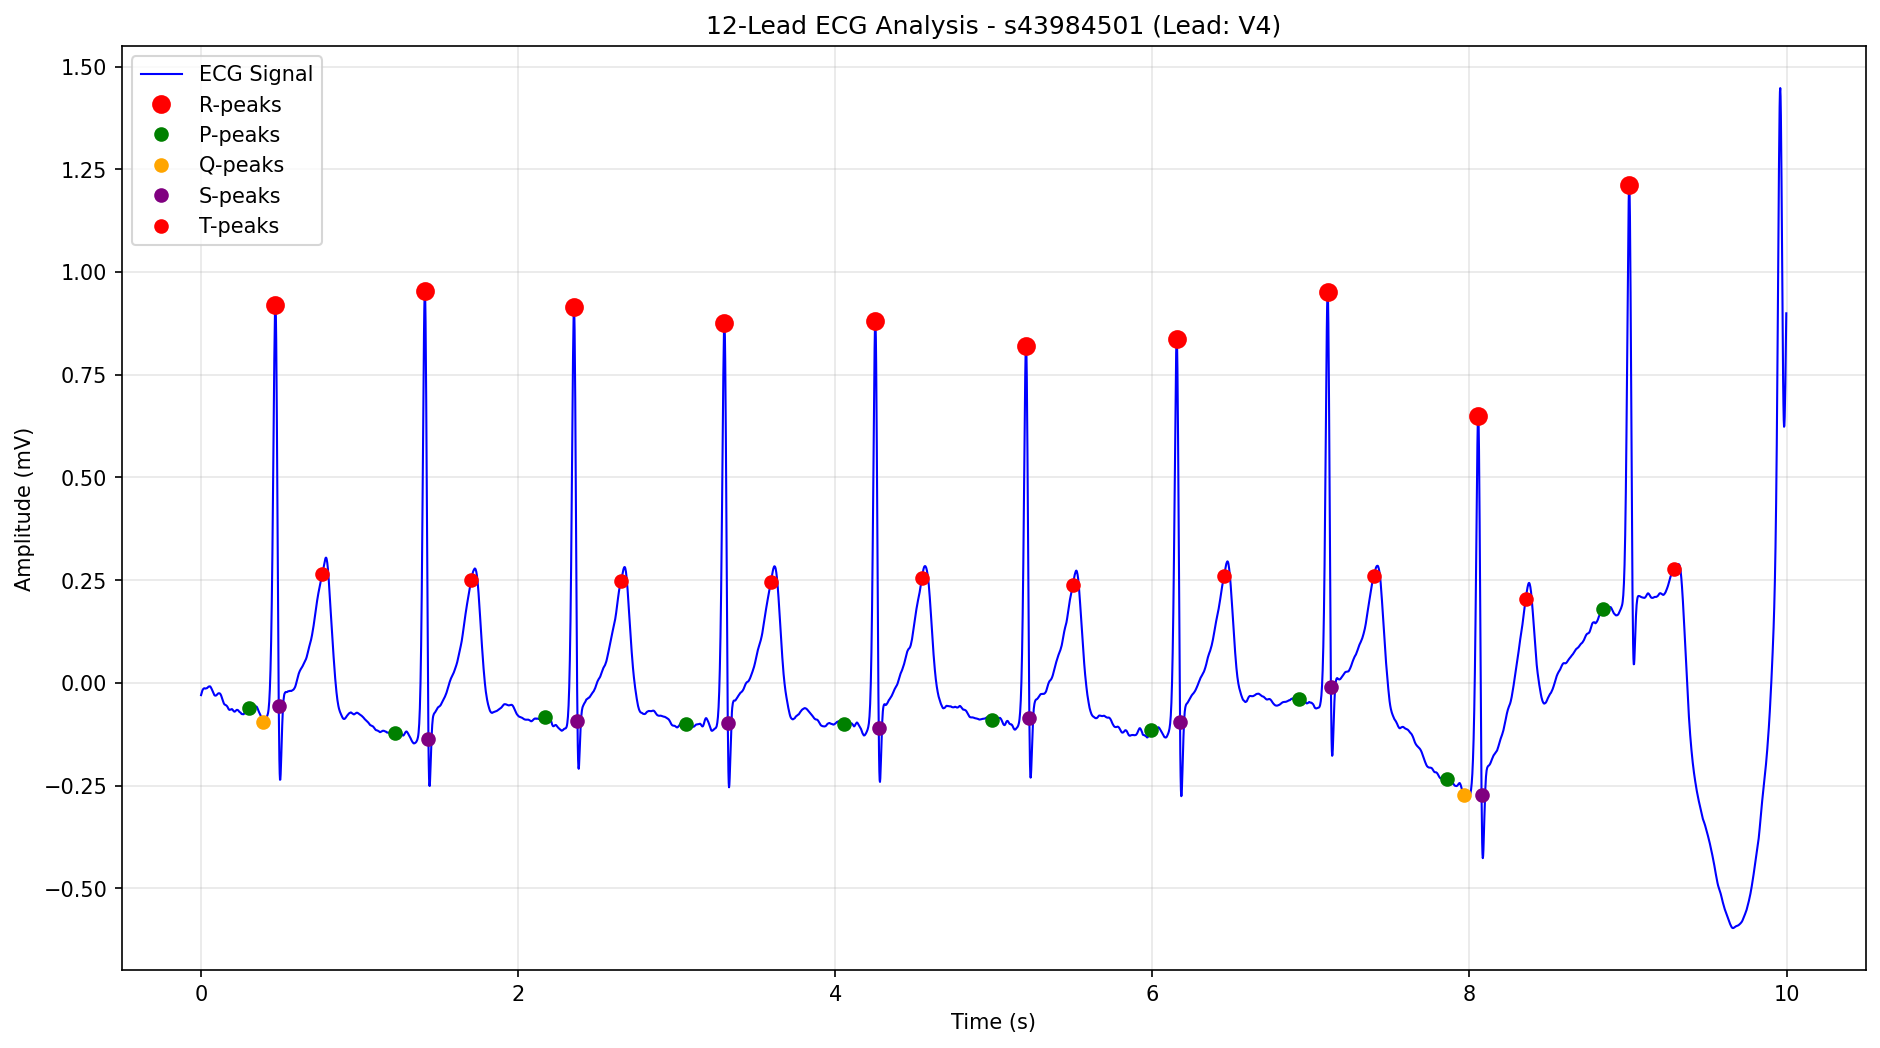 12-Lead ECG Analysis - s43984501 (Lead: V4)
ECG Signal
R-peaks
P-peaks
Q-peaks
S-peaks
T-peaks
1.50
1.25
1.00
0.75
0.50
0.25
0.00
−0.25
−0.50
Amplitude (mV)
0 2 4 6 8 10
Time (s)